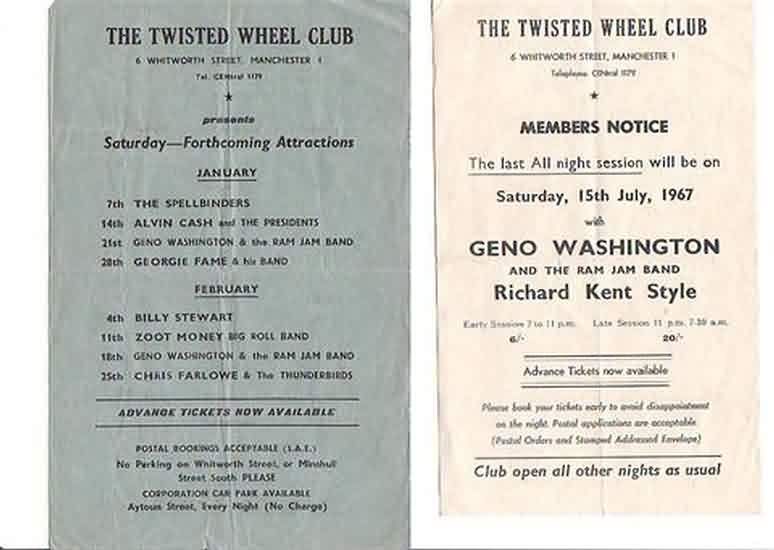 THE TWISTED WHEEL CLUB
6 WHITWORTH STREET, MANCHESTER 1
Tel. CENtral 1179
presents
Saturday—Forthcoming Attractions
JANUARY
7th THE SPELLBINDERS
14th ALVIN CASH and THE PRESIDENTS
21st GENO WASHINGTON & the RAM JAM BAND
28th GEORGIE FAME & his BAND
FEBRUARY
4th BILLY STEWART
11th ZOOT MONEY BIG ROLL BAND
18th GENO WASHINGTON & the RAM JAM BAND
25th CHRIS FARLOWE & The THUNDERBIRDS
ADVANCE TICKETS NOW AVAILABLE
POSTAL BOOKINGS ACCEPTABLE (S.A.E.)
No Parking on Whitworth Street, or Minshull
Street South PLEASE
CORPORATION CAR PARK AVAILABLE
Aytoun Street, Every Night (No Charge)
THE TWISTED WHEEL CLUB
6 WHITWORTH STREET, MANCHESTER 1
Telephone CENtral 1179
MEMBERS NOTICE
The last All night session will be on
Saturday, 15th July, 1967
with
GENO WASHINGTON
AND THE RAM JAM BAND
Richard Kent Style
Early Session 7 to 11 p.m. Late Session 11 p.m. 7-30 a.m.
6/- 20/-
Advance Tickets now available
Please book your tickets early to avoid disappointment
on the night. Postal applications are acceptable
(Postal Orders and Stamped Addressed Envelope)
Club open all other nights as usual